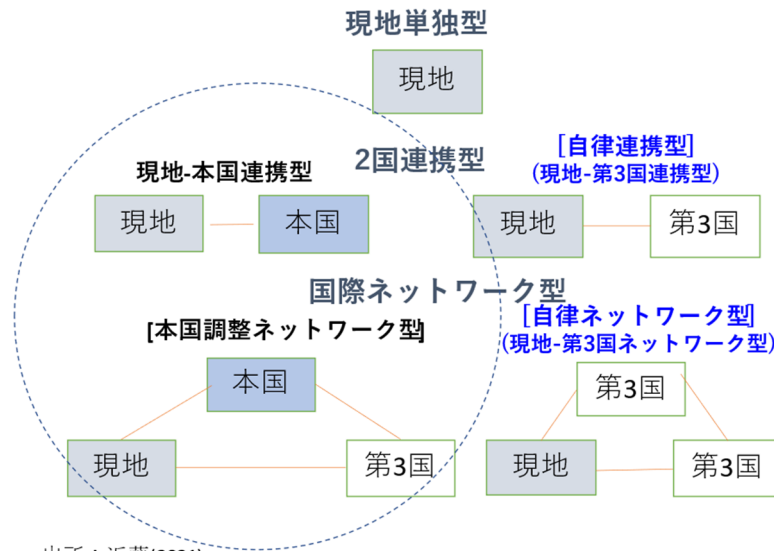 現地単独型
現地
2国連携型
現地-本国連携型
現地
本国
[自律連携型]
(現地-第3国連携型)
現地
第3国
国際ネットワーク型
[本国調整ネットワーク型]
本国
現地
第3国
[自律ネットワーク型]
(現地-第3国ネットワーク型)
第3国
現地
第3国